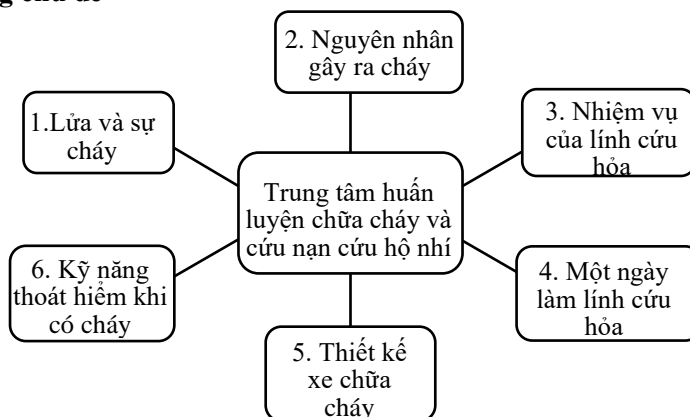 2. Nguyên nhân
gây ra cháy
1.Lửa và sự
cháy
3. Nhiệm vụ
của lính cứu
hỏa
Trung tâm huấn
luyện chữa cháy và
cứu nạn cứu hộ nhí
6. Kỹ năng
thoát hiểm khi
có cháy
4. Một ngày
làm lính cứu
hỏa
5. Thiết kế
xe chữa
cháy